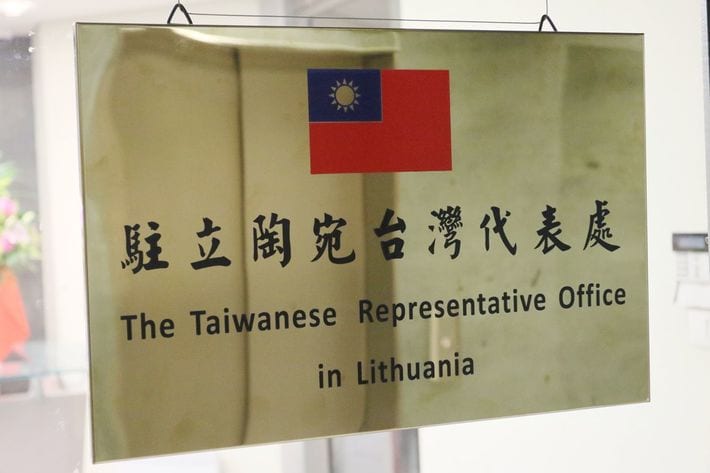 駐立陶宛台灣代表處
The Taiwanese Representative Office
in Lithuania